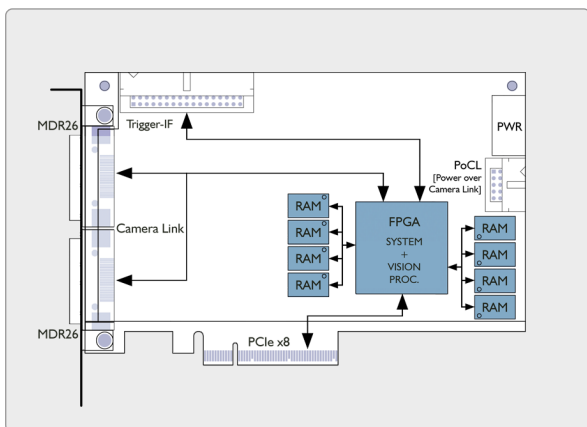 MDR26
Trigger-IF
PWR
PoCL
[Power over
Camera Link]
Camera Link
RAM
RAM
RAM
RAM
FPGA
SYSTEM
+
VISION
PROC.
RAM
RAM
RAM
RAM
MDR26
PCIe x8